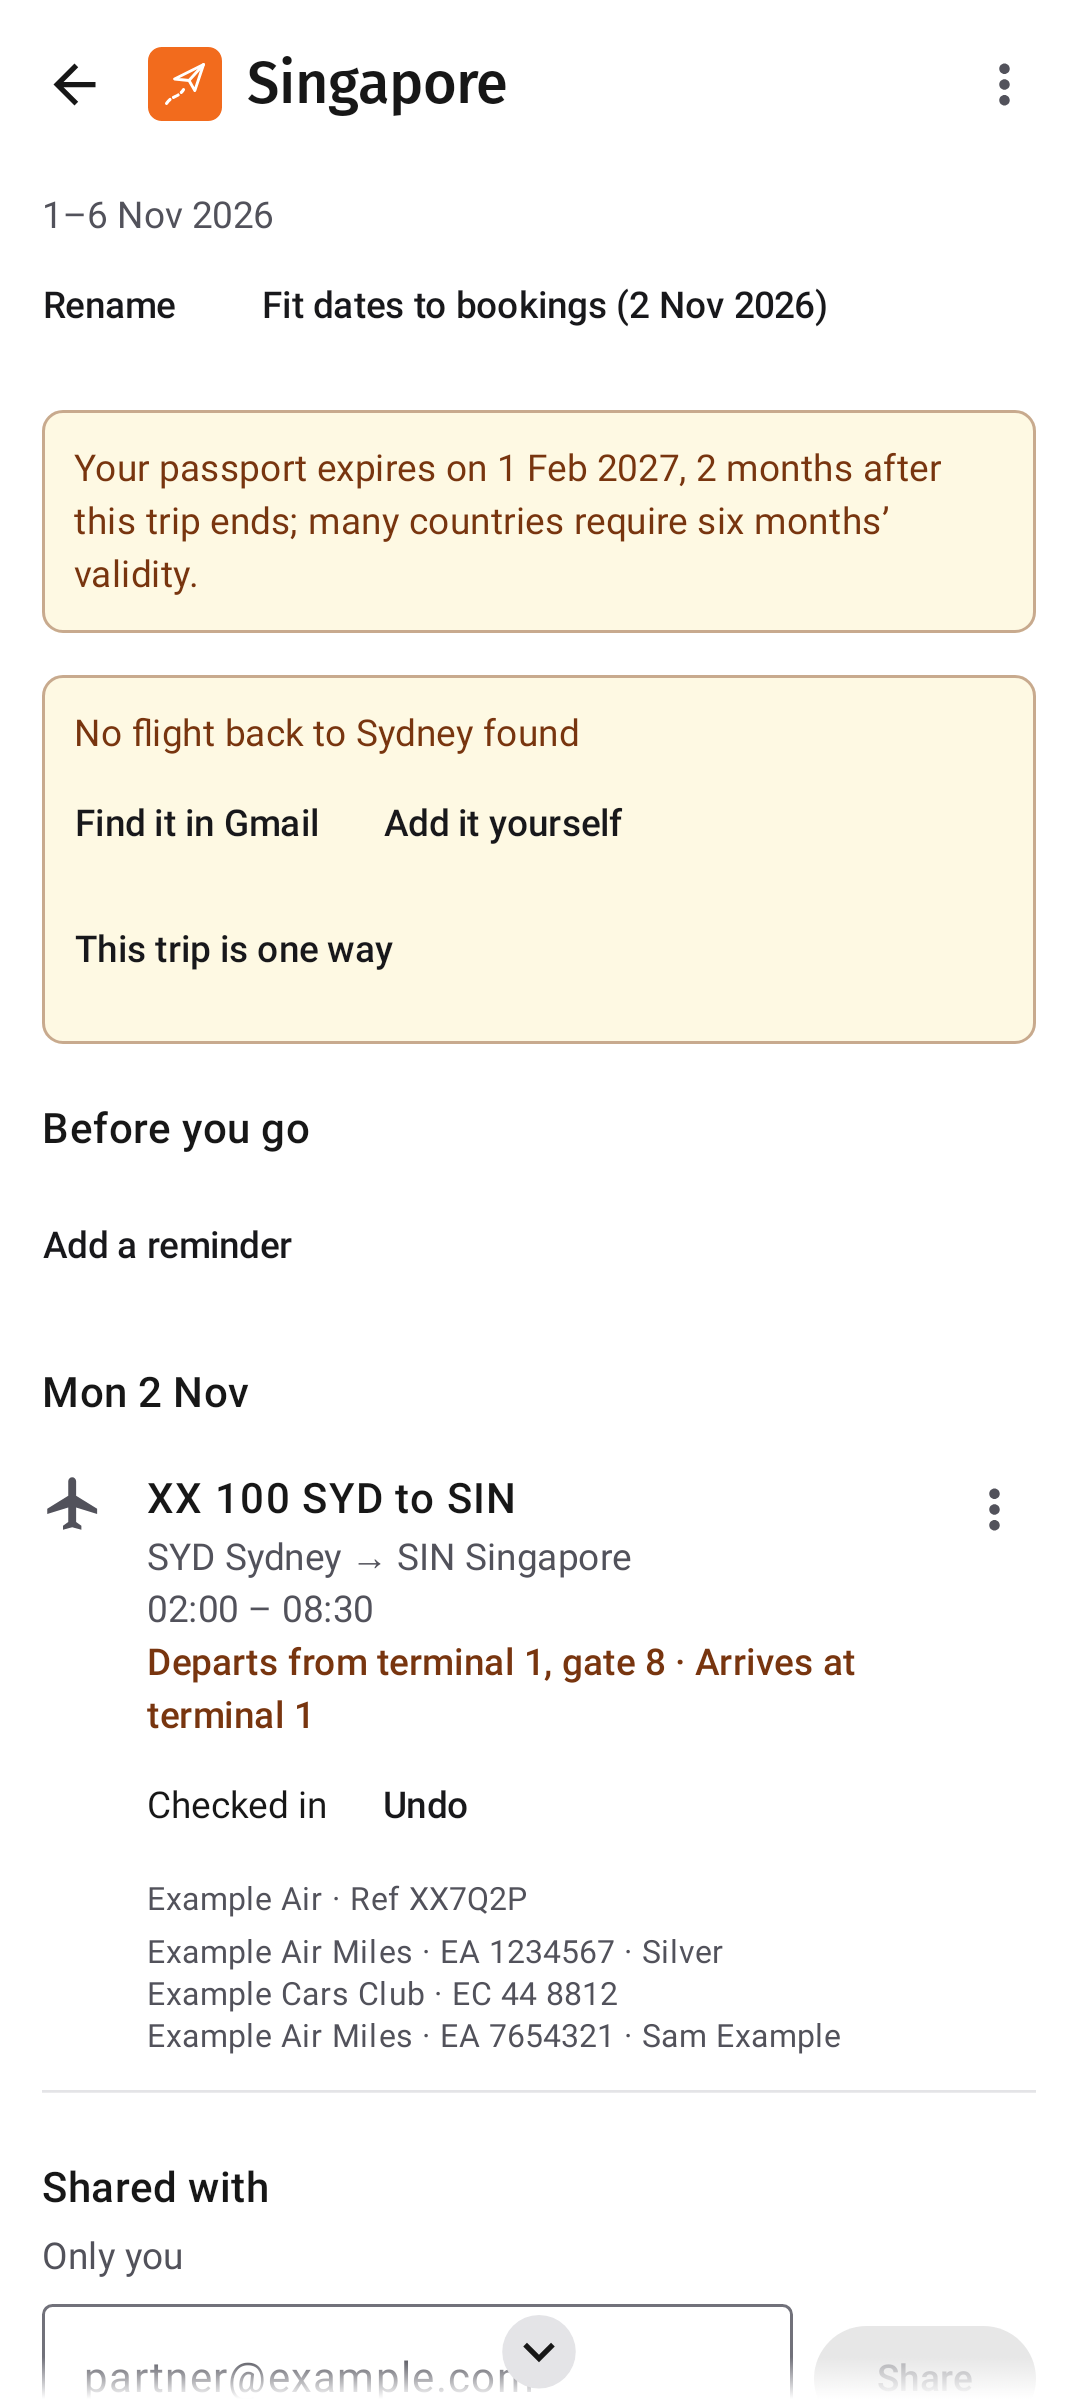 Singapore
1–6 Nov 2026
Rename Fit dates to bookings (2 Nov 2026)
Your passport expires on 1 Feb 2027, 2 months after
this trip ends; many countries require six months’
validity.
No flight back to Sydney found
Find it in Gmail Add it yourself
This trip is one way
Before you go
Add a reminder
Mon 2 Nov
XX 100 SYD to SIN
SYD Sydney → SIN Singapore
02:00 – 08:30
Departs from terminal 1, gate 8 · Arrives at
terminal 1
Checked in Undo
Example Air · Ref XX7Q2P
Example Air Miles · EA 1234567 · Silver
Example Cars Club · EC 44 8812
Example Air Miles · EA 7654321 · Sam Example
Shared with
Only you
partner@example.com Share